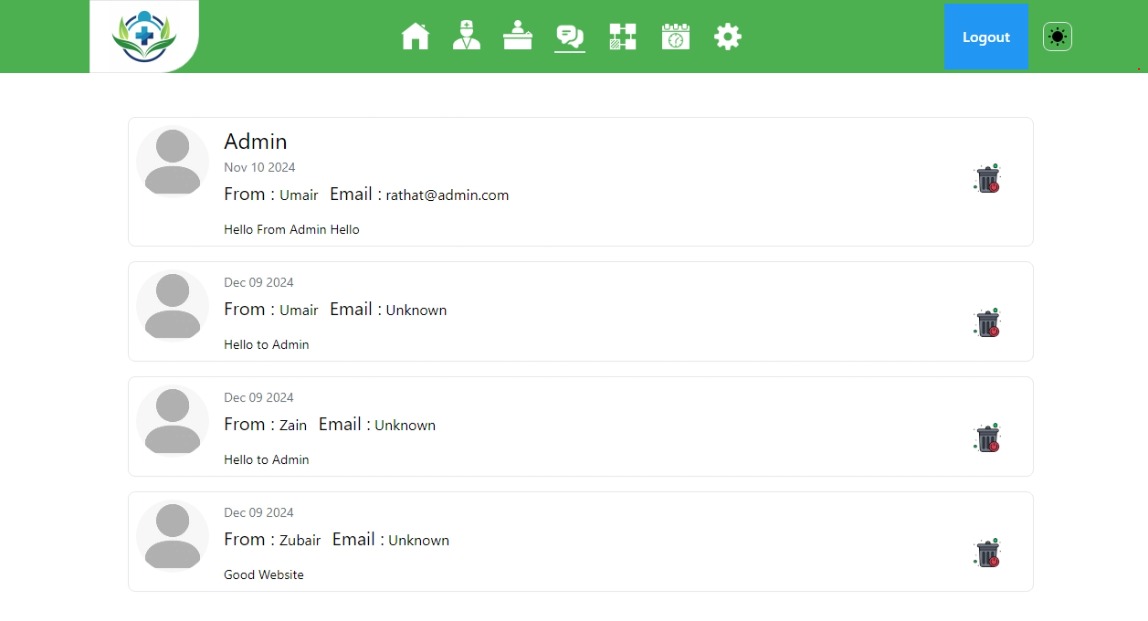 Logout
Admin
Nov 10 2024
From : Umair Email : rathat@admin.com
Hello From Admin Hello
Dec 09 2024
From : Umair Email : Unknown
Hello to Admin
Dec 09 2024
From : Zain Email : Unknown
Hello to Admin
Dec 09 2024
From : Zubair Email : Unknown
Good Website